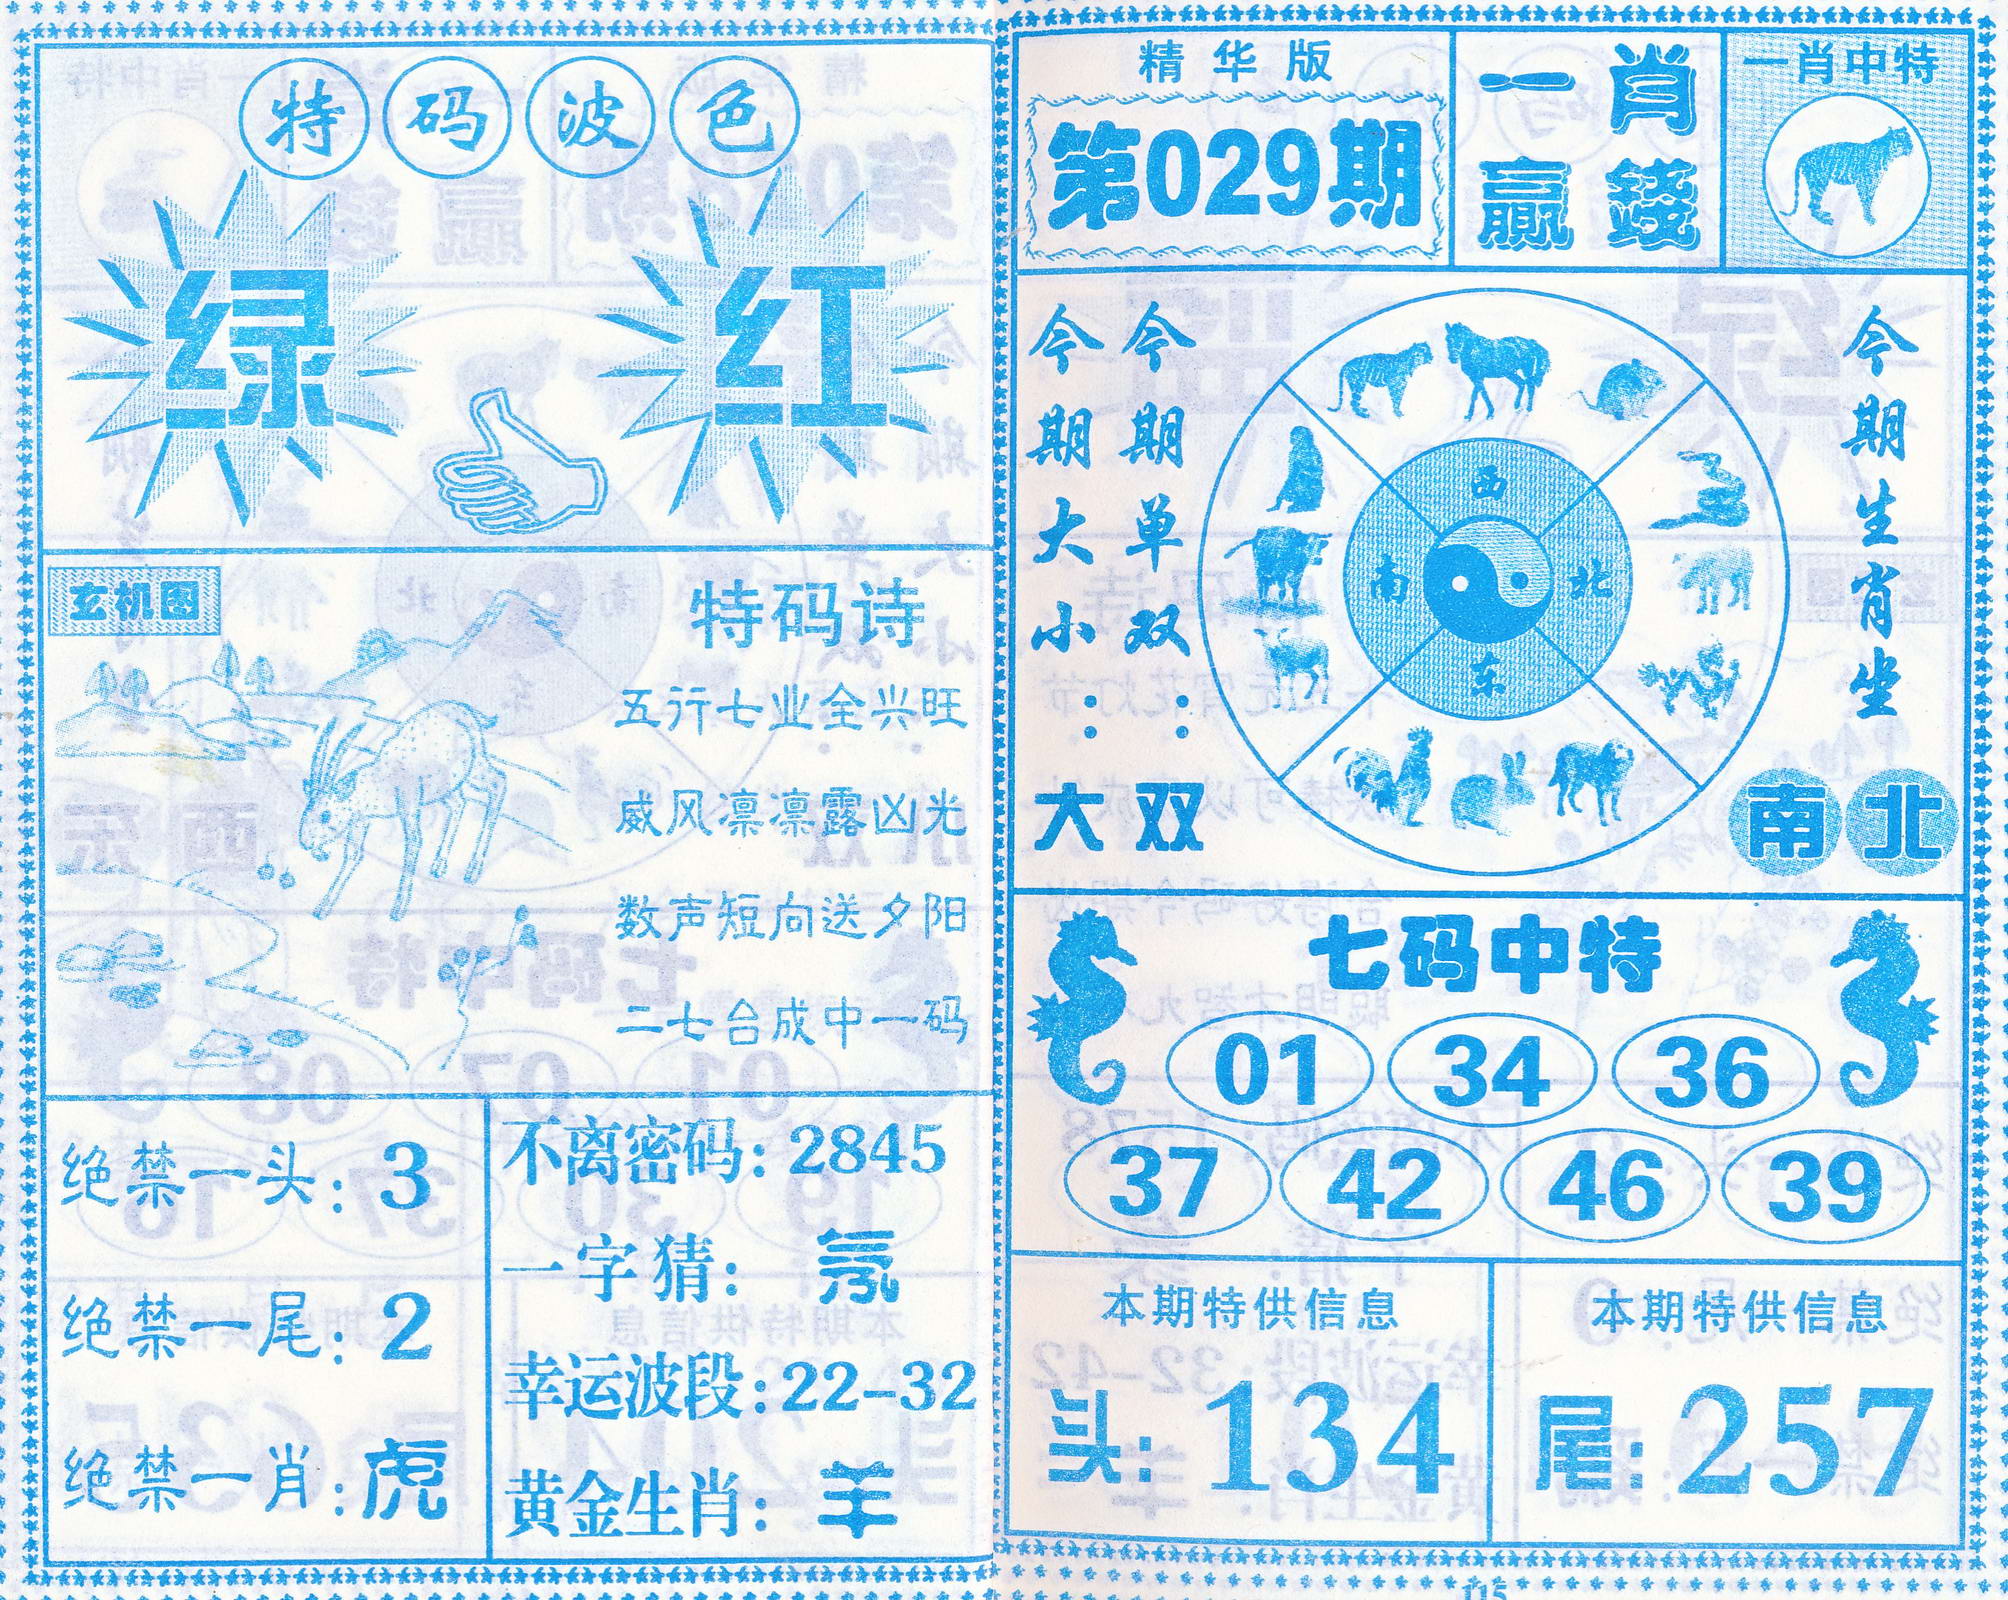 特码波色
绿 红
玄机图
特码诗
五行七业全兴旺
威风凛凛露凶光
数声短向送夕阳
二七台成中一码
绝禁一头:3
绝禁一尾:2
绝禁一肖:虎
不离密码:2845
一字猜:
幸运波段:22-32
黄金生肖:羊
精华版
第029期
一肖
赢錢
一肖中特
今期大小:大
今期单双:双
西
南 北
东
今期生肖坐
南北
七码中特
01 34 36
37 42 46 39
本期特供信息
头:134
本期特供信息
尾:257
115